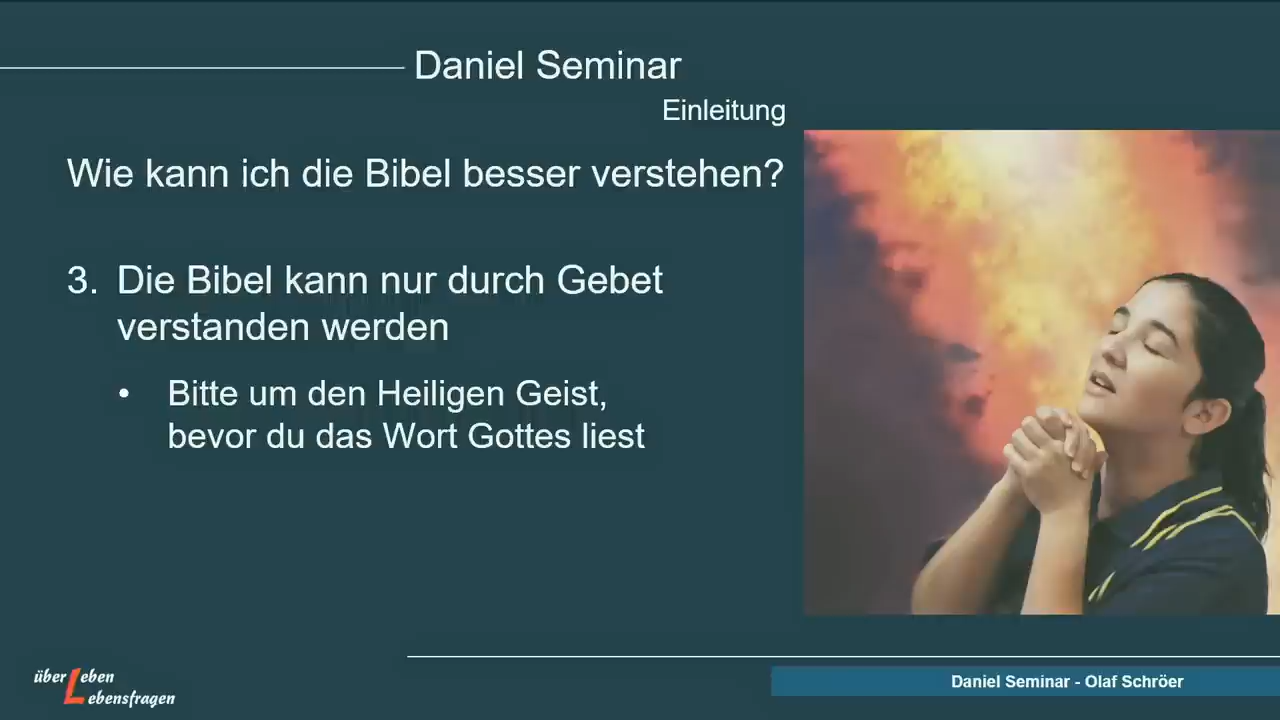 Daniel Seminar
Einleitung
Wie kann ich die Bibel besser verstehen?
3. Die Bibel kann nur durch Gebet
verstanden werden
• Bitte um den Heiligen Geist,
bevor du das Wort Gottes liest
über Leben
Lebensfragen
Daniel Seminar - Olaf Schröer